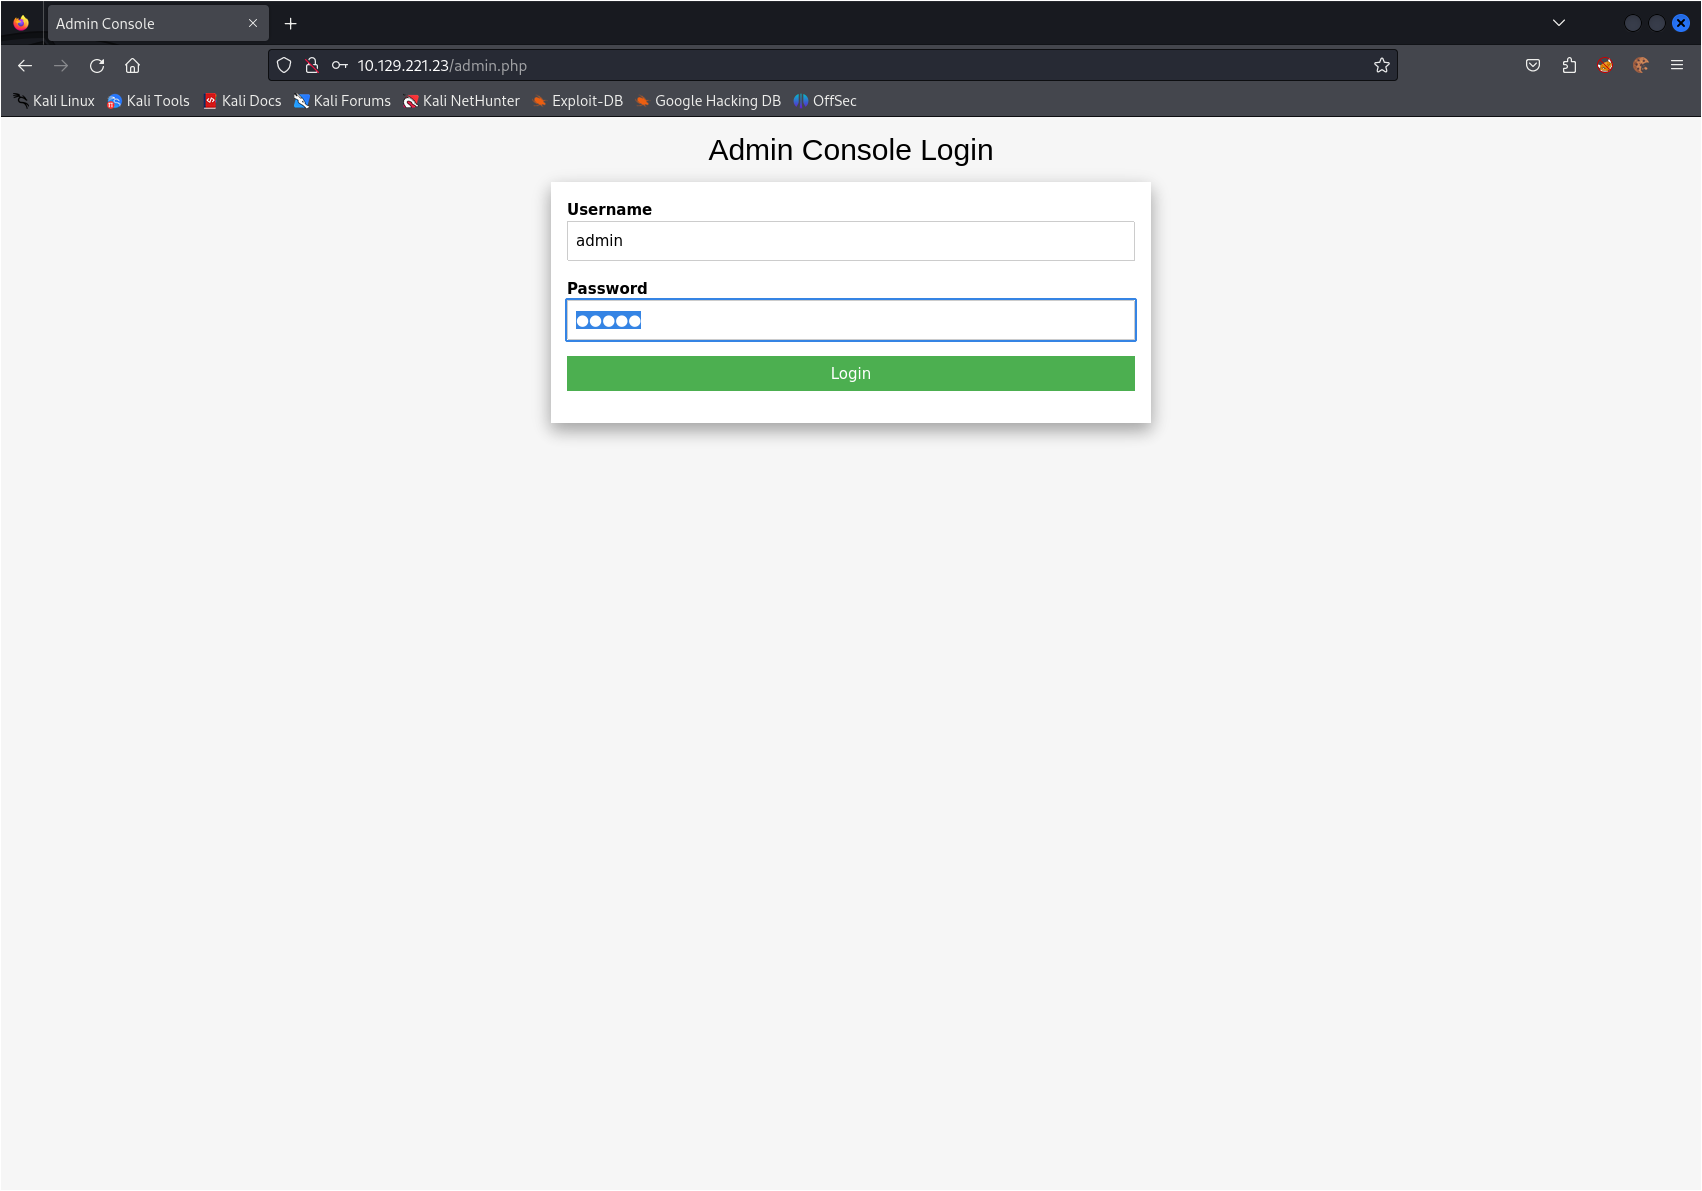 Admin Console
10.129.221.23/admin.php
Kali Linux Kali Tools Kali Docs Kali Forums Kali NetHunter Exploit-DB Google Hacking DB OffSec
Admin Console Login
Username
admin
Password
●●●●●
Login